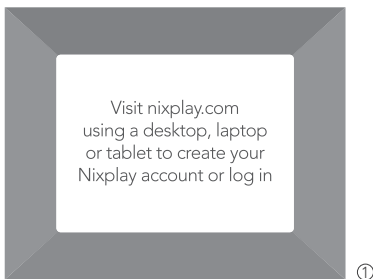 Visit nixplay.com
using a desktop, laptop
or tablet to create your
Nixplay account or log in
①